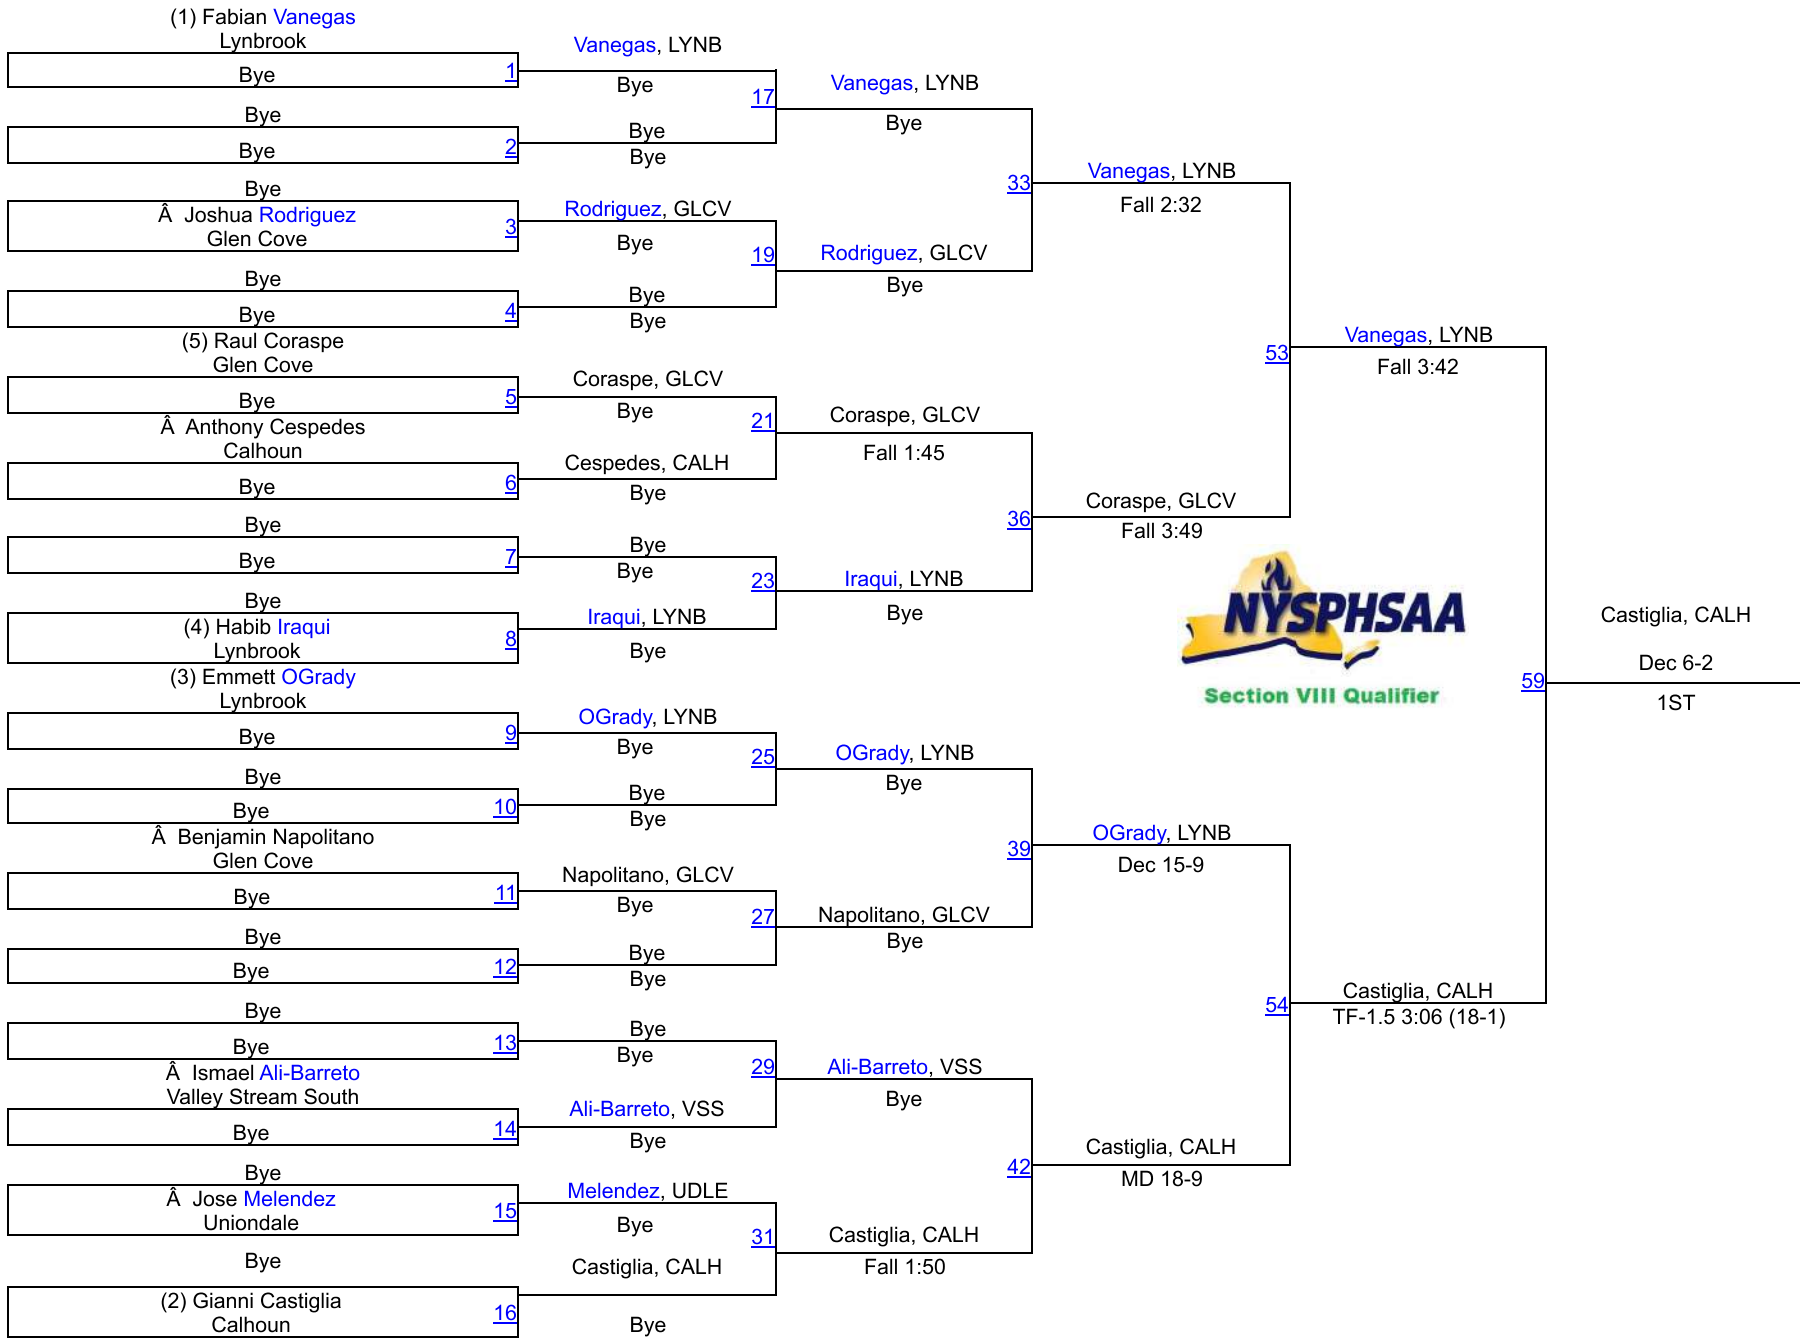 (1) Fabian Vanegas
Lynbrook
Bye
1
Bye
Bye
2
Bye
Â Joshua Rodriguez
Glen Cove
3
Bye
Bye
4
(5) Raul Coraspe
Glen Cove
Bye
5
Â Anthony Cespedes
Calhoun
Bye
6
Bye
Bye
7
Bye
(4) Habib Iraqui
Lynbrook
8
(3) Emmett OGrady
Lynbrook
Bye
9
Bye
Bye
10
Â Benjamin Napolitano
Glen Cove
Bye
11
Bye
Bye
12
Bye
Bye
13
Â Ismael Ali-Barreto
Valley Stream South
Bye
14
Bye
Â Jose Melendez
Uniondale
15
Bye
(2) Gianni Castiglia
Calhoun
16
Vanegas, LYNB
Bye
17
Bye
Bye
Rodriguez, GLCV
Bye
19
Bye
Bye
Coraspe, GLCV
Bye
21
Cespedes, CALH
Bye
Bye
Bye
23
Iraqui, LYNB
Bye
OGrady, LYNB
Bye
25
Bye
Bye
Napolitano, GLCV
Bye
27
Bye
Bye
Bye
Bye
29
Ali-Barreto, VSS
Bye
Melendez, UDLE
Bye
31
Castiglia, CALH
Bye
Vanegas, LYNB
Bye
33
Rodriguez, GLCV
Bye
Coraspe, GLCV
Fall 1:45
36
Iraqui, LYNB
Bye
OGrady, LYNB
Bye
39
Napolitano, GLCV
Bye
Ali-Barreto, VSS
Bye
42
Castiglia, CALH
Fall 1:50
Vanegas, LYNB
Fall 2:32
53
Coraspe, GLCV
Fall 3:49
NYSPHSAA
Section VIII Qualifier
OGrady, LYNB
Dec 15-9
54
Castiglia, CALH
MD 18-9
Vanegas, LYNB
Fall 3:42
59
Castiglia, CALH
TF-1.5 3:06 (18-1)
Castiglia, CALH
Dec 6-2
1ST